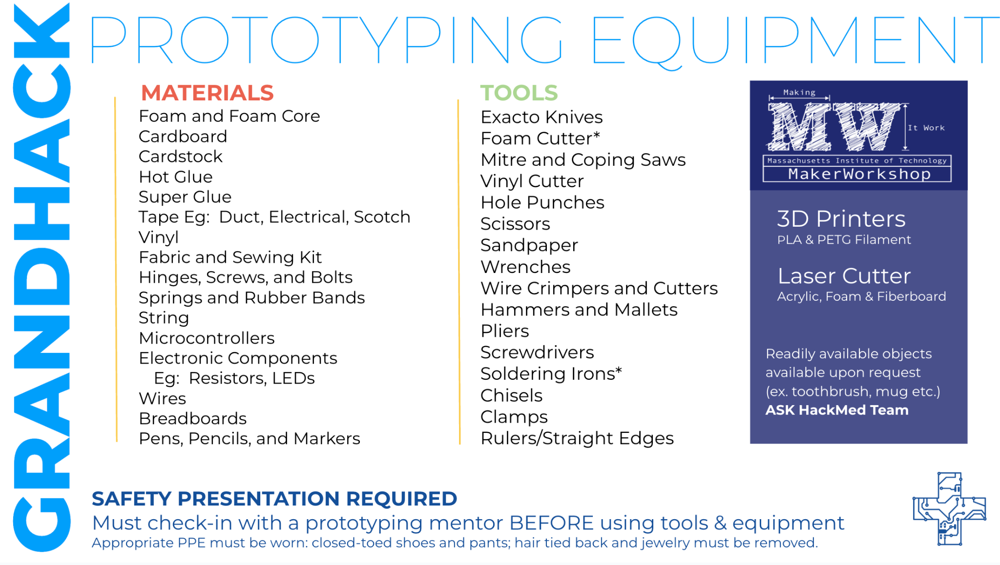 GRANDHACK
PROTOTYPING EQUIPMENT
MATERIALS
Foam and Foam Core
Cardboard
Cardstock
Hot Glue
Super Glue
Tape Eg:  Duct, Electrical, Scotch
Vinyl
Fabric and Sewing Kit
Hinges, Screws, and Bolts
Springs and Rubber Bands
String
Microcontrollers
Electronic Components
Eg:  Resistors, LEDs
Wires
Breadboards
Pens, Pencils, and Markers
TOOLS
Exacto Knives
Foam Cutter*
Mitre and Coping Saws
Vinyl Cutter
Hole Punches
Scissors
Sandpaper
Wrenches
Wire Crimpers and Cutters
Hammers and Mallets
Pliers
Screwdrivers
Soldering Irons*
Chisels
Clamps
Rulers/Straight Edges
Making
MW
It Work
Massachusetts Institute of Technology
MakerWorkshop
3D Printers
PLA & PETG Filament
Laser Cutter
Acrylic, Foam & Fiberboard
Readily available objects
available upon request
(ex. toothbrush, mug etc.)
ASK HackMed Team
SAFETY PRESENTATION REQUIRED
Must check-in with a prototyping mentor BEFORE using tools & equipment
Appropriate PPE must be worn: closed-toed shoes and pants; hair tied back and jewelry must be removed.